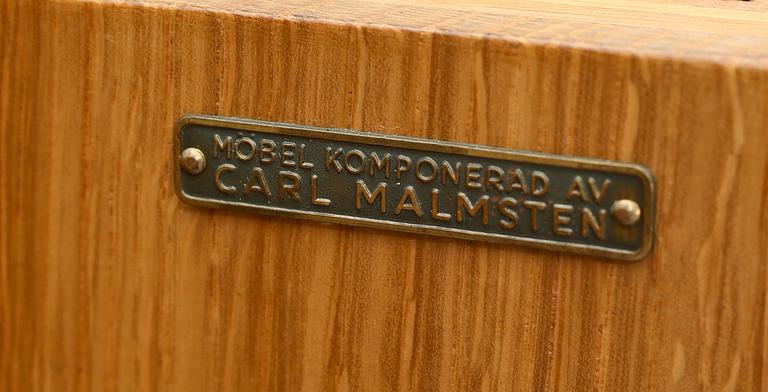 MÖBEL KOMPONERAD AV
CARL MALMSTEN